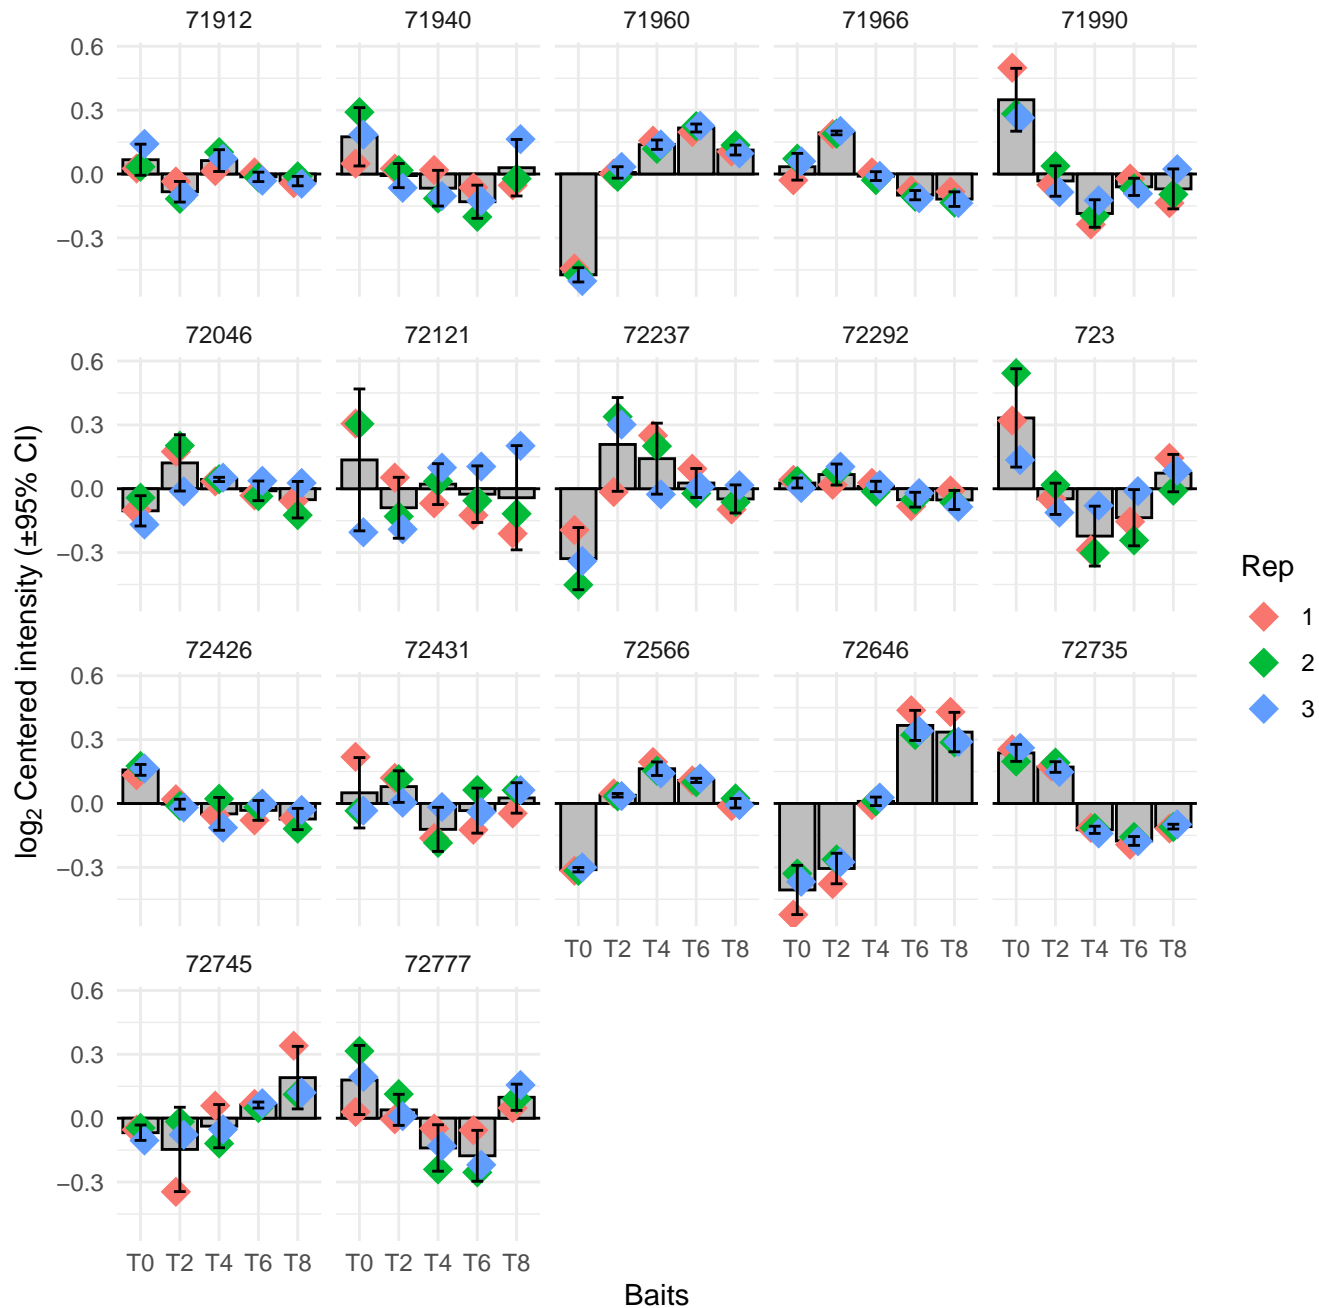 71912 71940 71960 71966 71990
0.6
0.3
0.0
−0.3
72046 72121 72237 72292 723
0.6
0.3
0.0
−0.3
72426 72431 72566 72646 72735
0.6
0.3
0.0
−0.3
T0 T2 T4 T6 T8 T0 T2 T4 T6 T8 T0 T2 T4 T6 T8
72745 72777
0.6
0.3
0.0
−0.3
T0 T2 T4 T6 T8 T0 T2 T4 T6 T8
Baits
log2 Centered intensity (±95% CI)
Rep
1
2
3